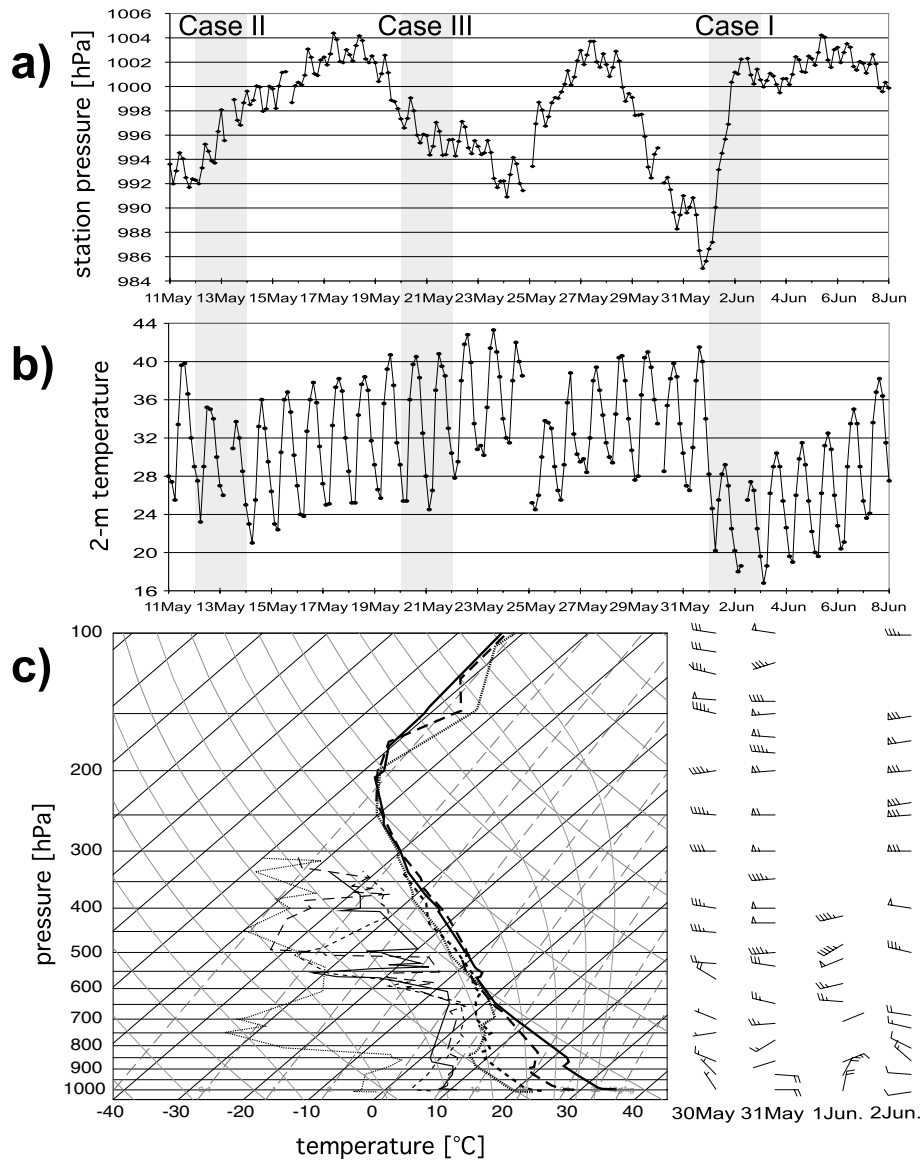 a)
Case II
Case III
Case I
station pressure [hPa]
1006
1004
1002
1000
998
996
994
992
990
988
986
984
11May 13May 15May 17May 19May 21May 23May 25May 27May 29May 31May 2Jun 4Jun 6Jun 8Jun
b)
2-m temperature
44
40
36
32
28
24
20
16
11May 13May 15May 17May 19May 21May 23May 25May 27May 29May 31May 2Jun 4Jun 6Jun 8Jun
c)
pressure [hPa]
100
200
300
400
500
600
700
800
900
1000
-40 -30 -20 -10 0 10 20 30 40
30May 31May 1Jun. 2Jun.
temperature [°C]